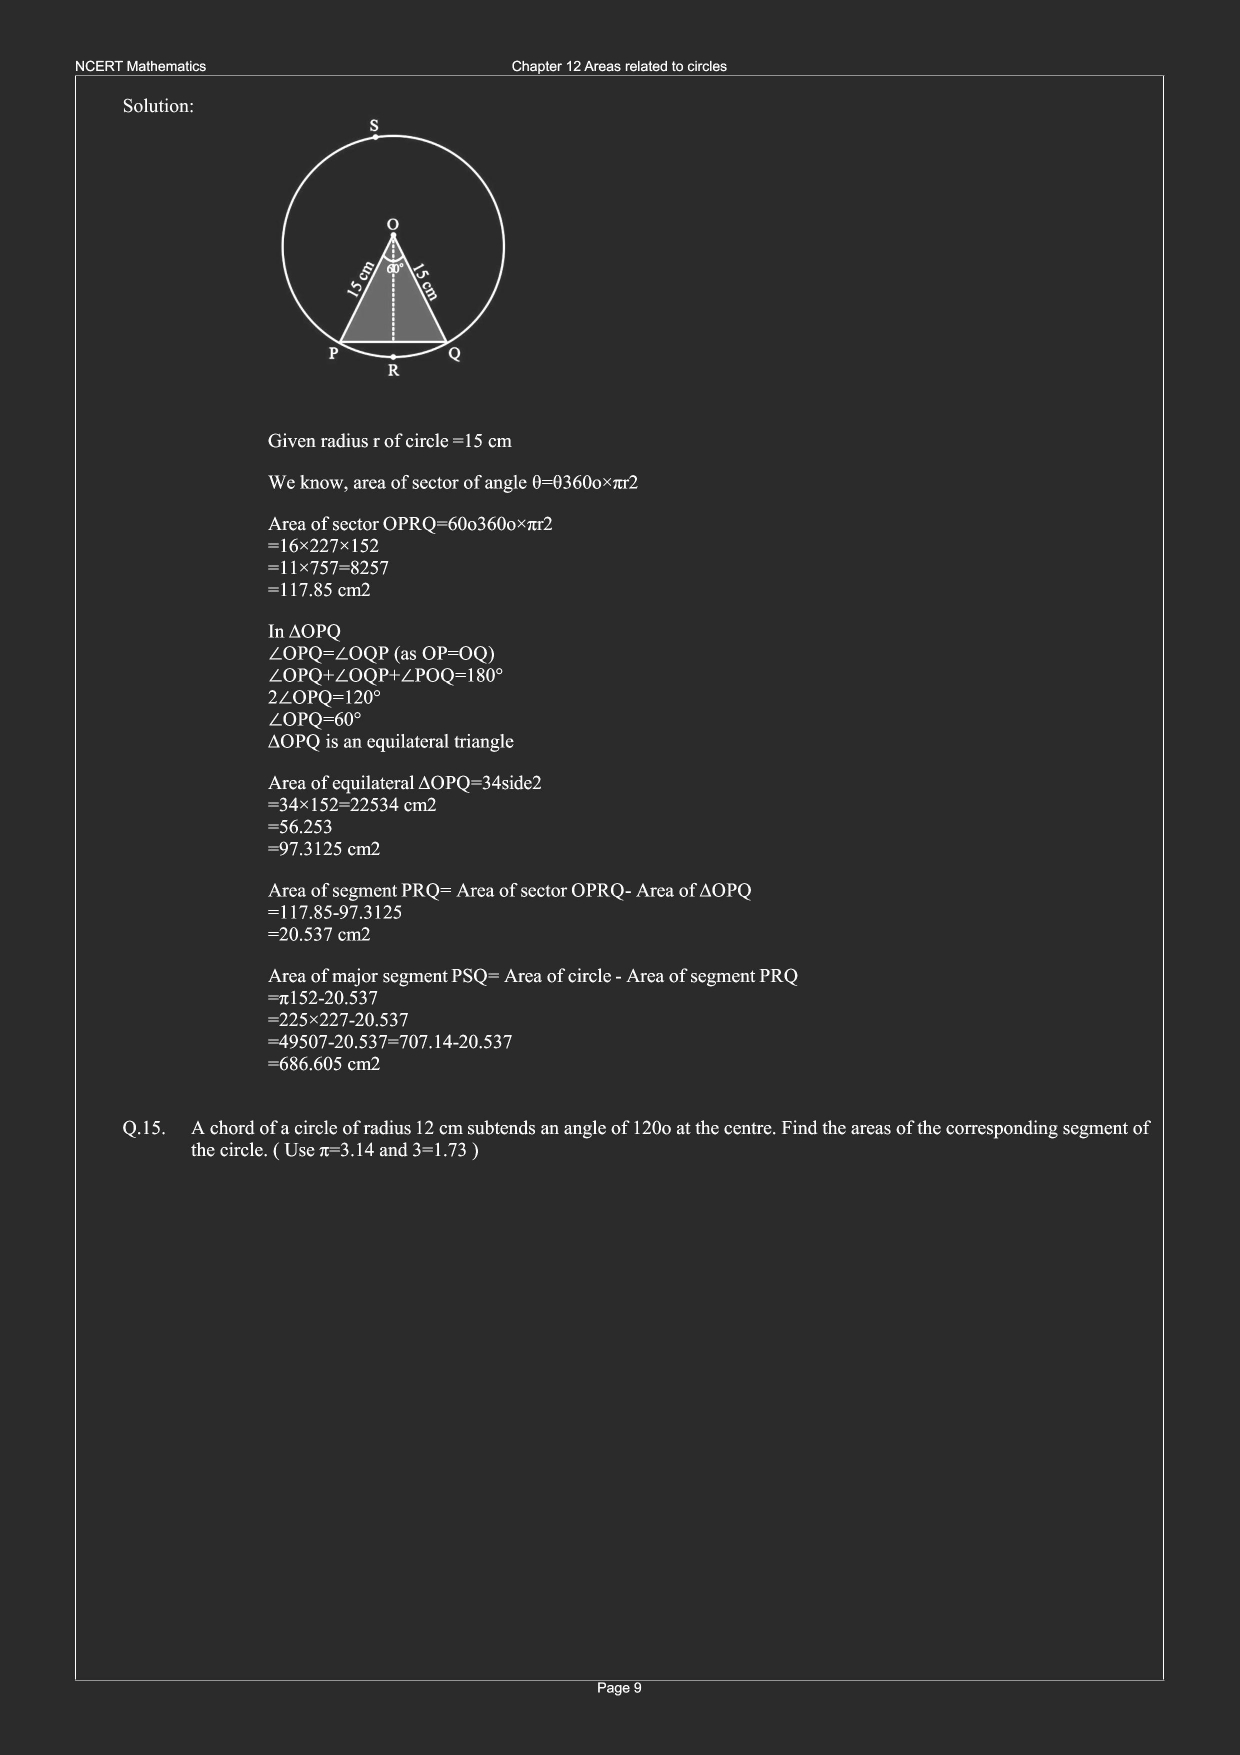 NCERT Mathematics
Chapter 12 Areas related to circles
Solution:
S
O
60°
15 cm
15 cm
P
Q
R
Given radius r of circle =15 cm
We know, area of sector of angle θ=θ360o×πr2
Area of sector OPRQ=60o360o×πr2
=16×227×152
=11×757=8257
=117.85 cm2
In ΔOPQ
∠OPQ=∠OQP (as OP=OQ)
∠OPQ+∠OQP+∠POQ=180°
2∠OPQ=120°
∠OPQ=60°
ΔOPQ is an equilateral triangle
Area of equilateral ΔOPQ=34side2
=34×152=22534 cm2
=56.253
=97.3125 cm2
Area of segment PRQ= Area of sector OPRQ- Area of ΔOPQ
=117.85-97.3125
=20.537 cm2
Area of major segment PSQ= Area of circle - Area of segment PRQ
=π152-20.537
=225×227-20.537
=49507-20.537=707.14-20.537
=686.605 cm2
Q.15. A chord of a circle of radius 12 cm subtends an angle of 120o at the centre. Find the areas of the corresponding segment of
the circle. ( Use π=3.14 and 3=1.73 )
Page 9